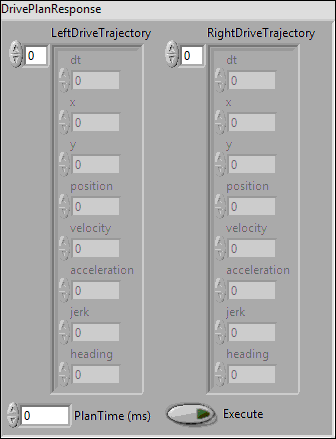 DrivePlanResponse
LeftDriveTrajectory RightDriveTrajectory
0 dt 0 dt
0 0
x x
0 0
y y
0 0
position position
0 0
velocity velocity
0 0
acceleration acceleration
0 0
jerk jerk
0 0
heading heading
0 0
0 PlanTime (ms) Execute